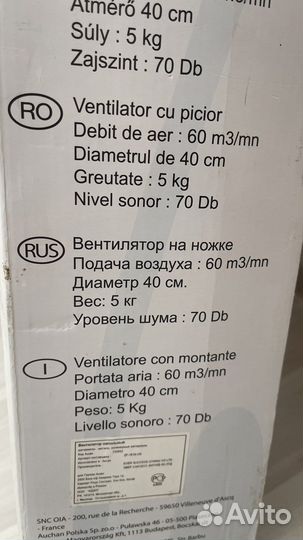 Atmérő 40 cm
Súly : 5 kg
Zajszint : 70 Db
RO
Ventilator cu picior
Debit de aer : 60 m3/mn
Diametrul de 40 cm
Greutate : 5 kg
Nivel sonor : 70 Db
RUS
Вентилятор на ножке
Подача воздуха : 60 m3/mn
Диаметр 40 см.
Вес: 5 кг
Уровень шума : 70 Db
I
Ventilatore con montante
Portata aria : 60 m3/mn
Diametro 40 cm
Peso: 5 Kg
Livello sonoro : 70 Db
Вентилятор напольный
SNC OIA - 200, rue de la Recherche - 59650 Villeneuve d'Ascq
- France
Auchan Polska Sp. z o.o. - Puławska 46 - 05-500
Avito